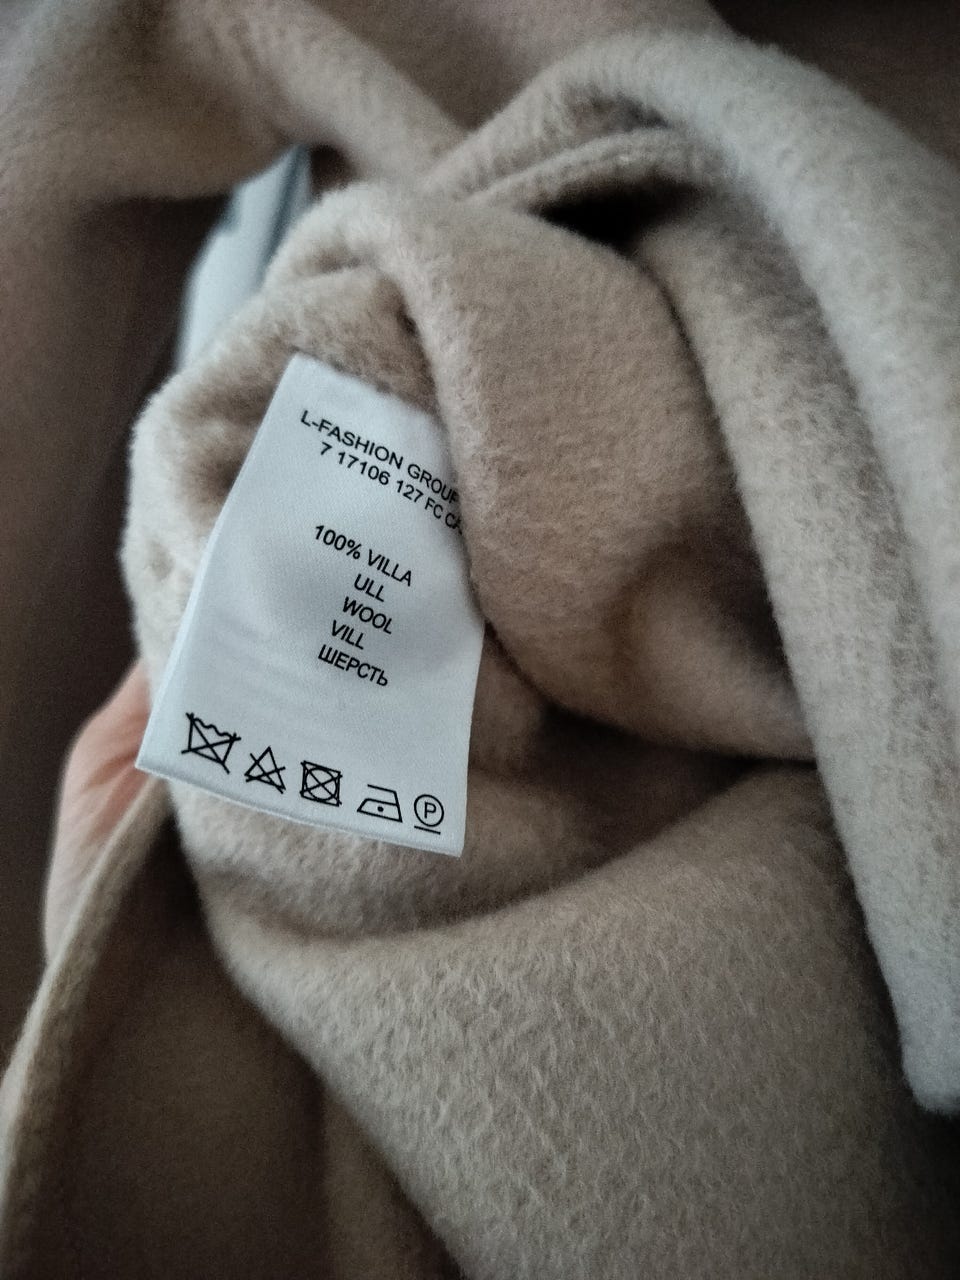 L-FASHION GROUP
7 17106 127 FC
100% VILLA
ULL
WOOL
VILL
ШЕРСТЬ
P